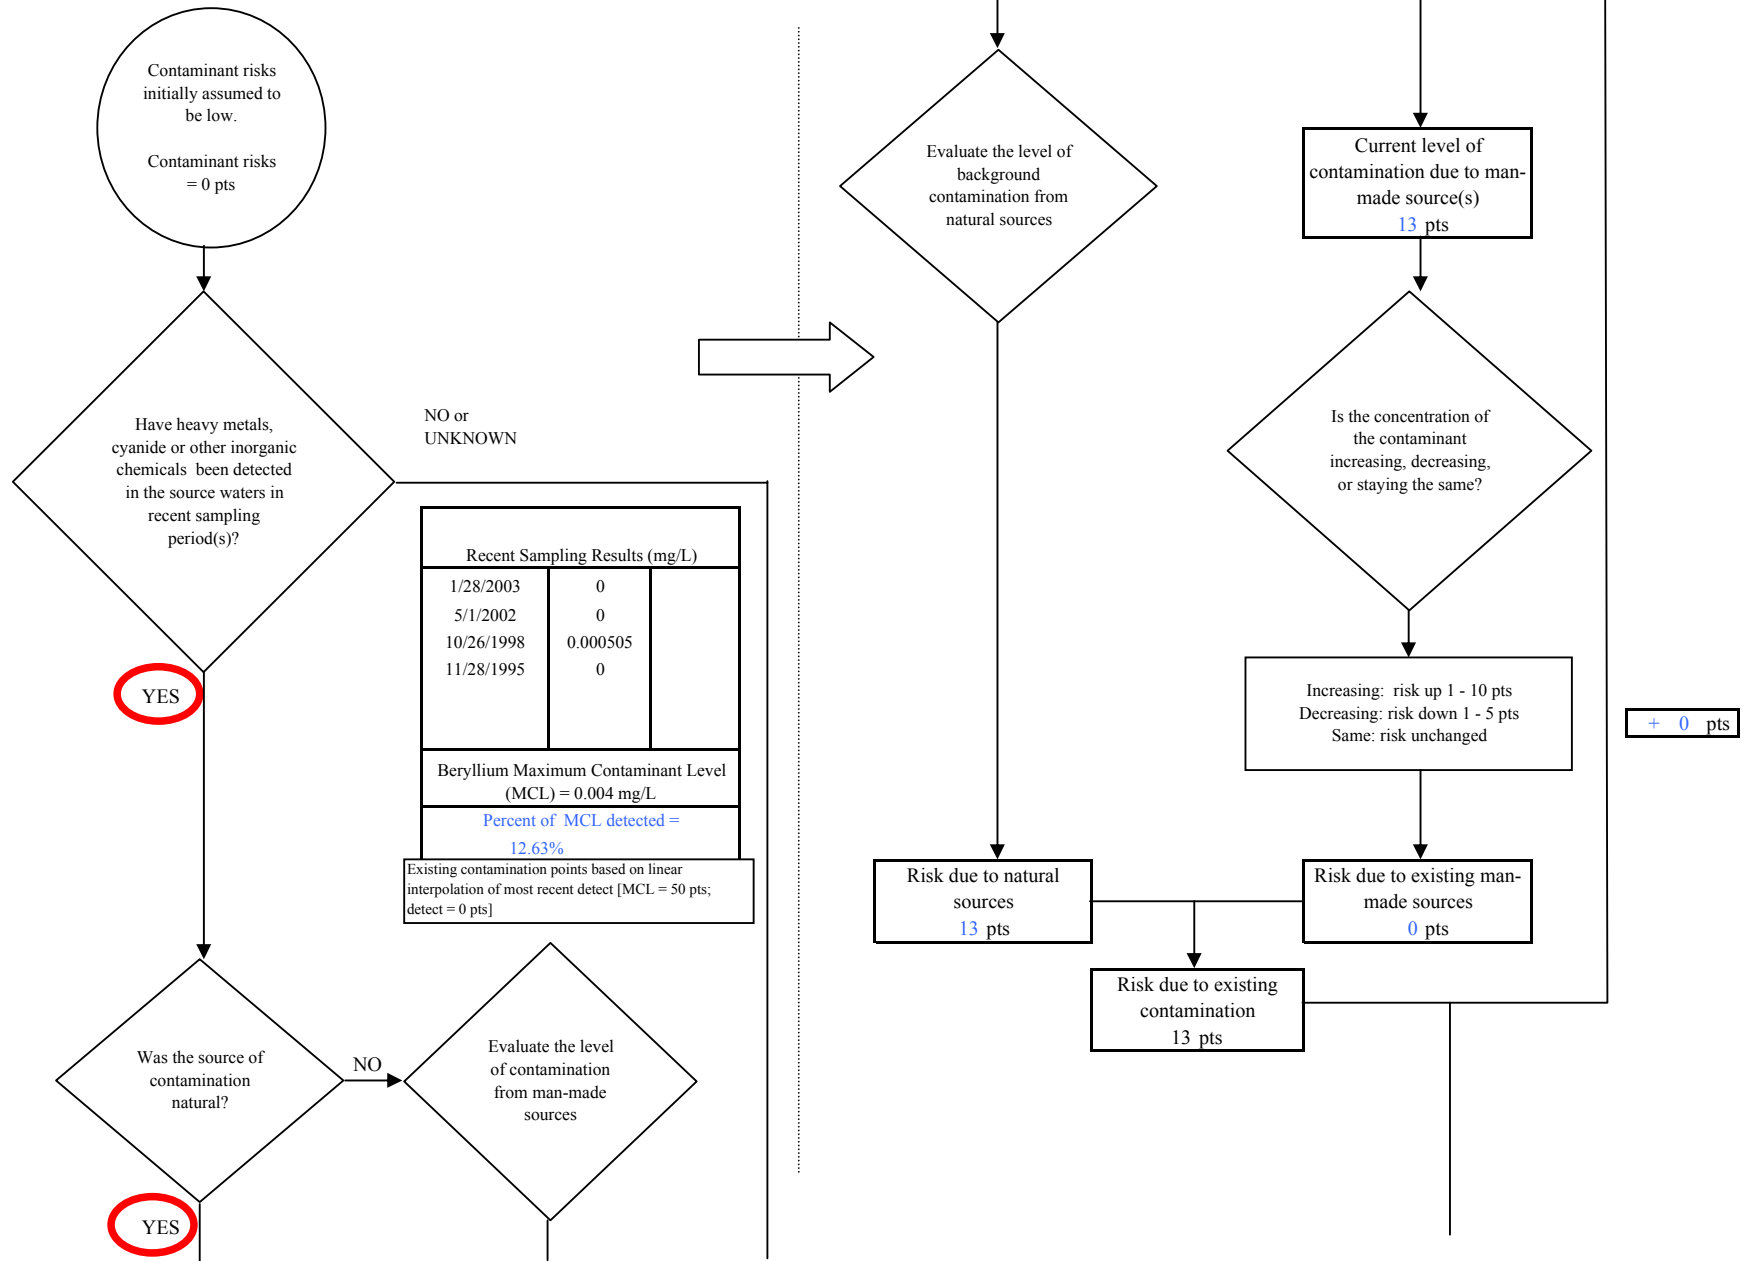 Contaminant risks
initially assumed to
be low.
Contaminant risks
= 0 pts
Have heavy metals,
cyanide or other inorganic
chemicals been detected
in the source waters in
recent sampling
period(s)?
NO or
UNKNOWN
YES
Recent Sampling Results (mg/L)
1/28/2003 0
5/1/2002 0
10/26/1998 0.000505
11/28/1995 0
Beryllium Maximum Contaminant Level
(MCL) = 0.004 mg/L
Percent of MCL detected =
12.63%
Existing contamination points based on linear
interpolation of most recent detect [MCL = 50 pts;
detect = 0 pts]
Was the source of
contamination
natural?
NO
YES
Evaluate the level
of contamination
from man-made
sources
Evaluate the level of
background
contamination from
natural sources
Current level of
contamination due to man-
made source(s)
13 pts
Is the concentration of
the contaminant
increasing, decreasing,
or staying the same?
Increasing: risk up 1 - 10 pts
Decreasing: risk down 1 - 5 pts
Same: risk unchanged
+ 0 pts
Risk due to natural
sources
13 pts
Risk due to existing man-
made sources
0 pts
Risk due to existing
contamination
13 pts